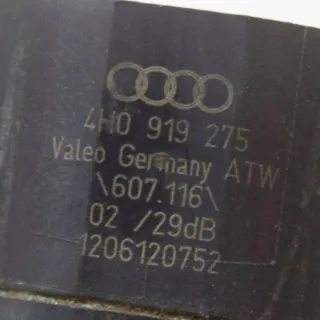 4H0 919 275
Valeo Germany ATW
\607.116\
02 /29dB
1206120752